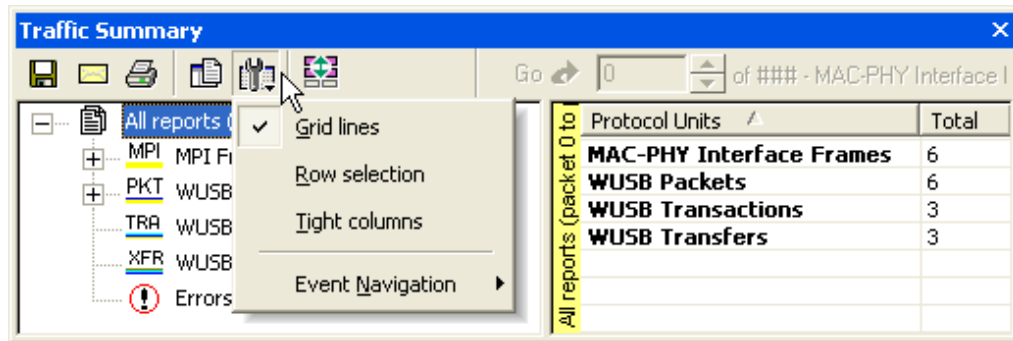 Traffic Summary
Go 0 of ### - MAC-PHY Interface
All reports (
MPI MPI
PKT WUSB
TRA WUSB
XFR WUSB
Errors
Grid lines
Row selection
Tight columns
Event Navigation
All reports (packet 0 to
Protocol Units Total
MAC-PHY Interface Frames 6
WUSB Packets 6
WUSB Transactions 3
WUSB Transfers 3